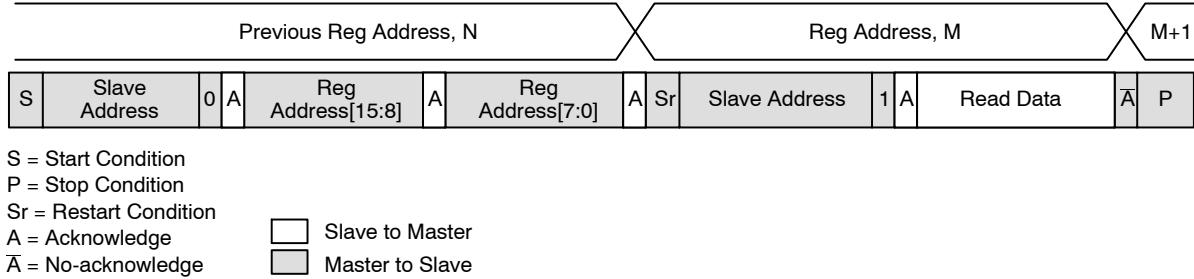 Previous Reg Address, N Reg Address, M M+1
S Slave Address 0 A Reg Address[15:8] A Reg Address[7:0] A Sr Slave Address 1 A Read Data A̅ P
S = Start Condition
P = Stop Condition
Sr = Restart Condition
A = Acknowledge
A̅ = No-acknowledge
Slave to Master
Master to Slave